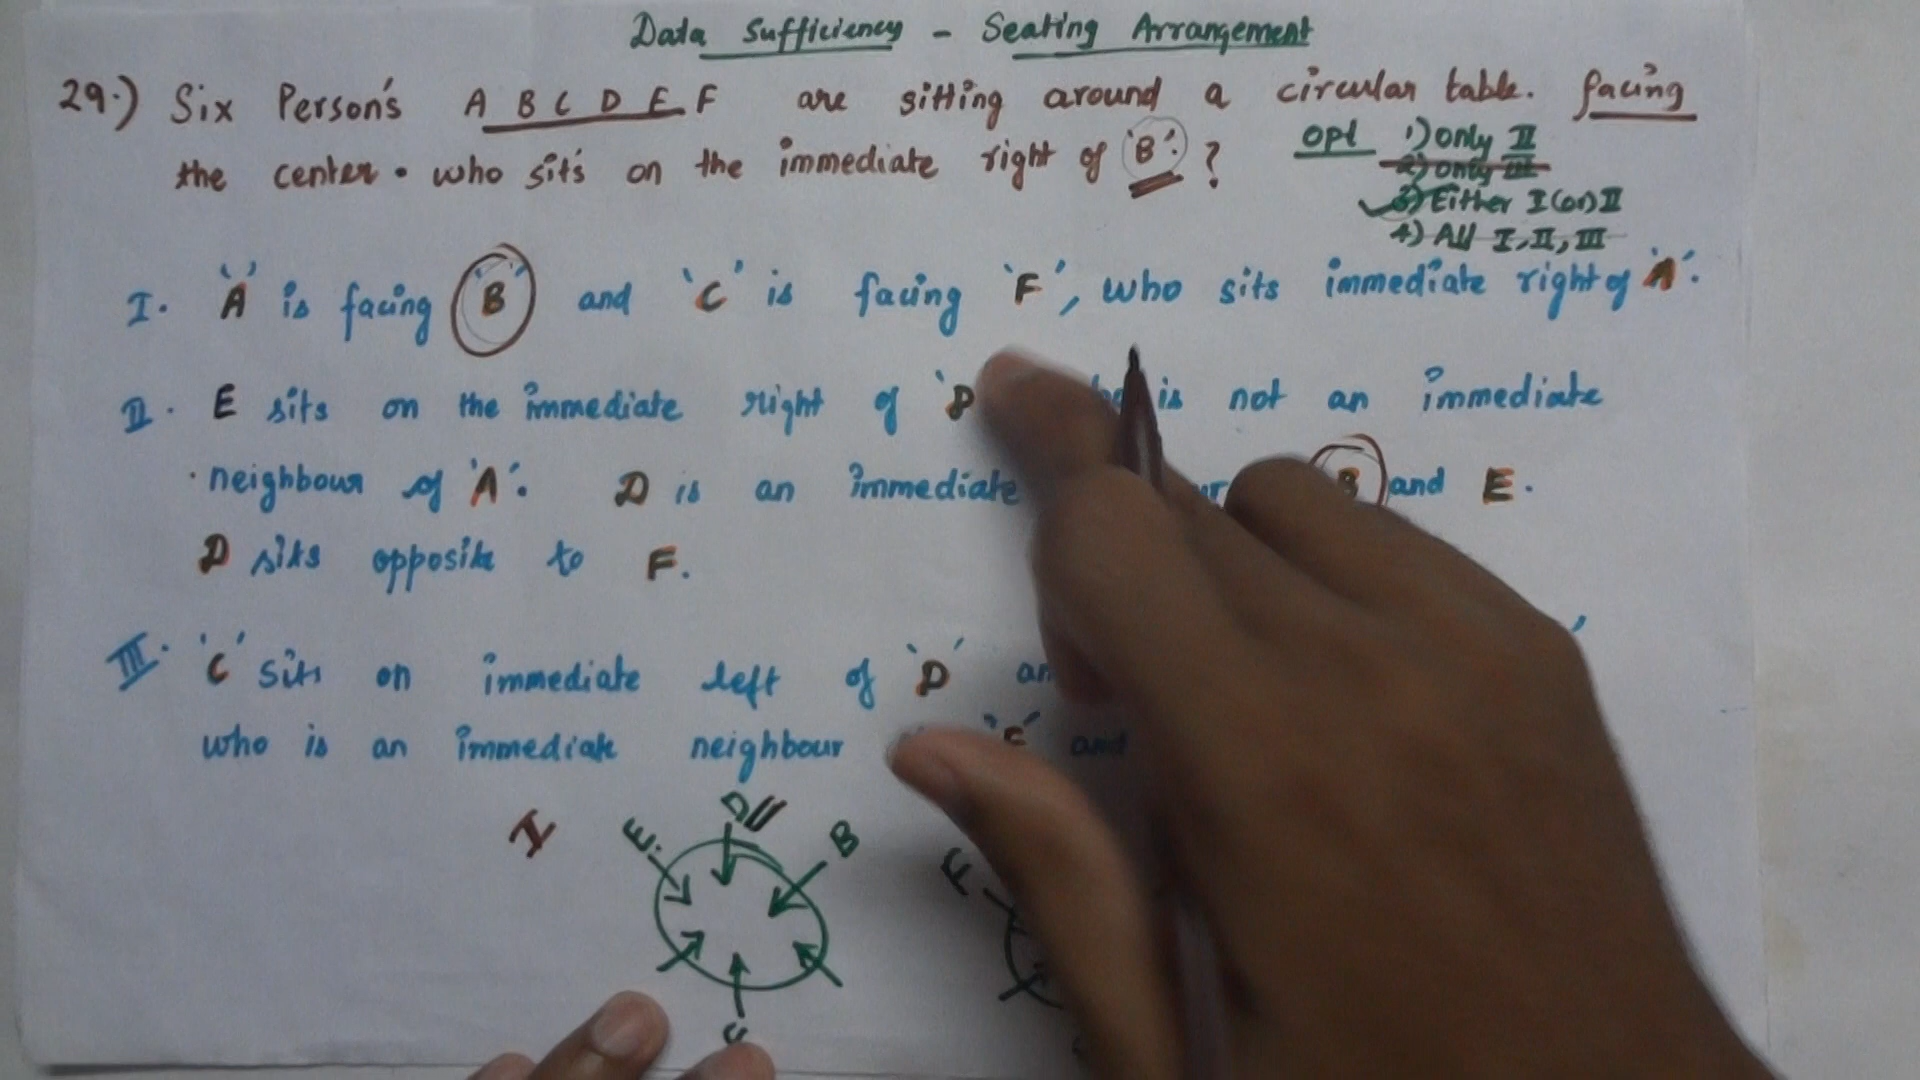 Data Sufficiency - Seating Arrangement
29.) Six Person's A B C D E F are sitting around a circular table. facing
the center. who sits on the immediate right of 'B'. ?
opt 1) only II
2) only III
3) Either I (or) II
4) All I, II, III
I. 'A' is facing 'B' and 'C' is facing 'F', who sits immediate right of 'A'.
II. E sits on the immediate right of 'D is not an immediate
neighbour of 'A'. D is an immediate B and E.
D sits opposite to F.
III. 'C' sits on immediate left of 'D'
who is an immediate neighbour and
I
E. D B
F